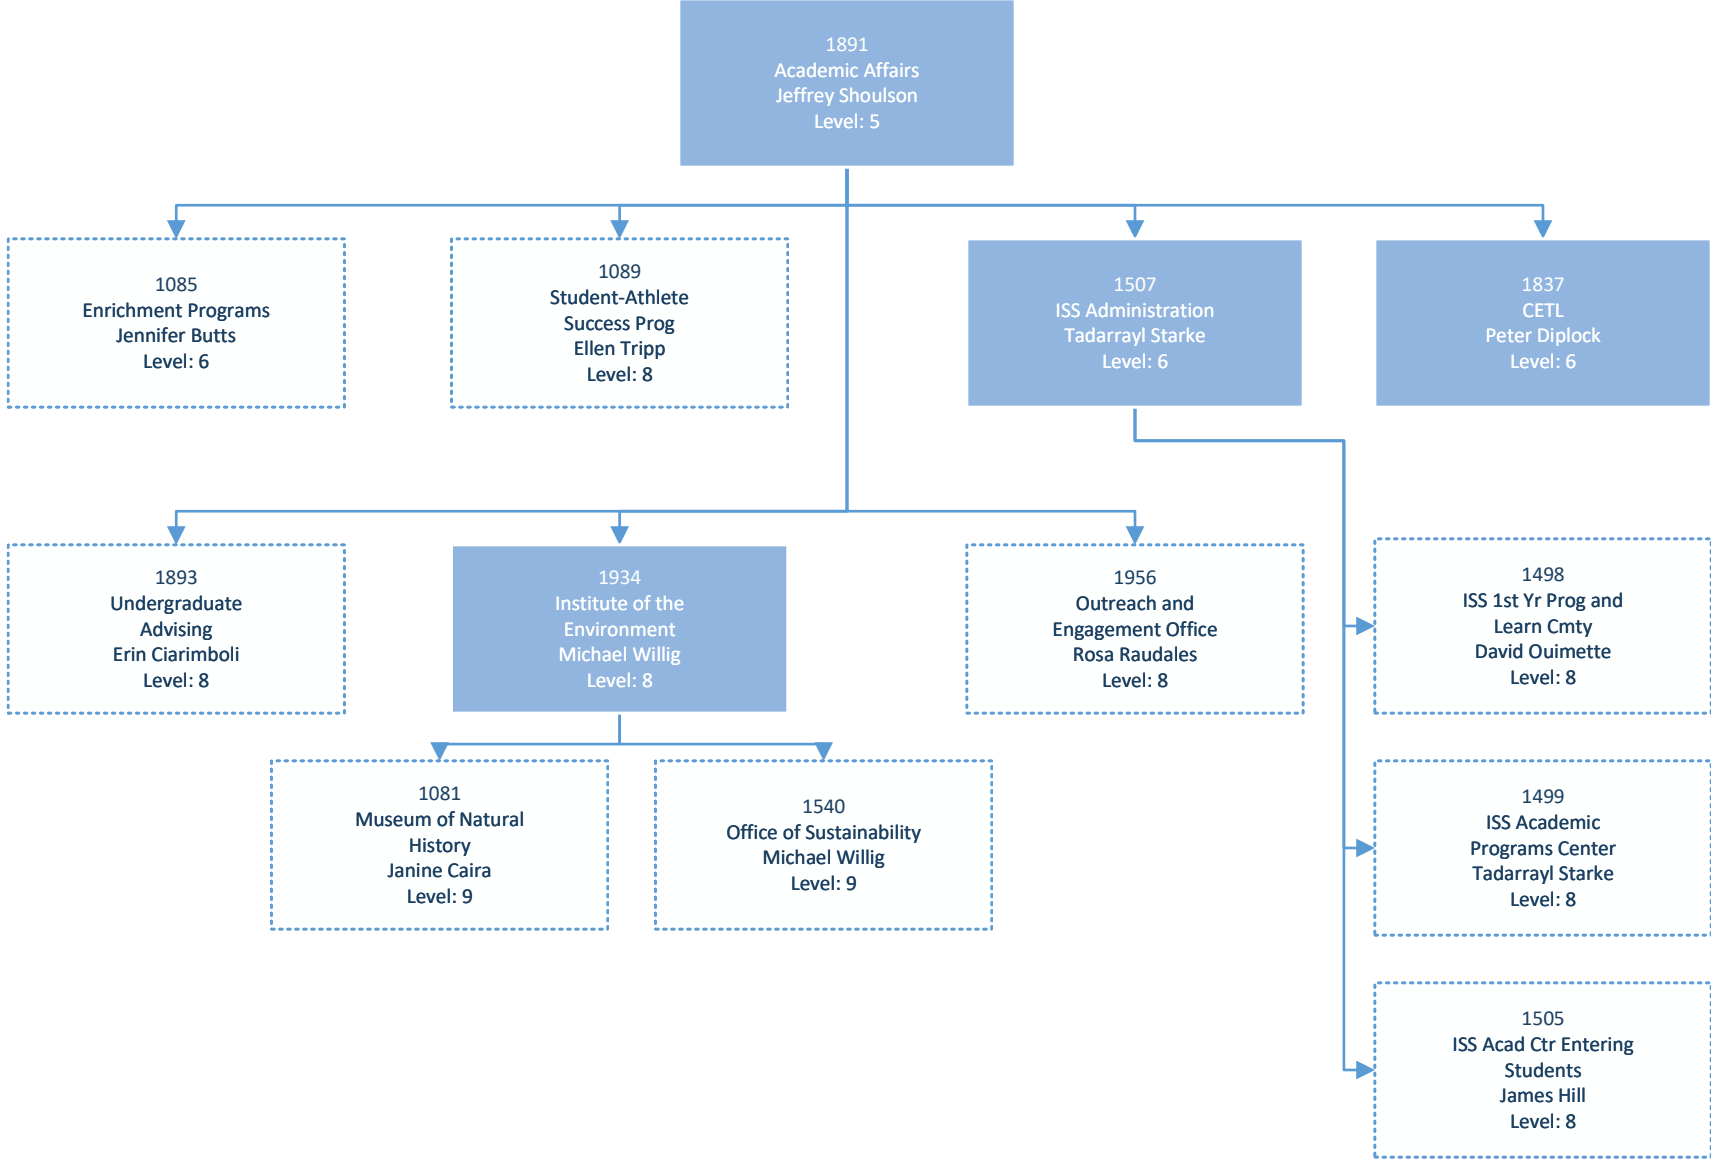 1891
Academic Affairs
Jeffrey Shoulson
Level: 5
1085
Enrichment Programs
Jennifer Butts
Level: 6
1089
Student-Athlete
Success Prog
Ellen Tripp
Level: 8
1507
ISS Administration
Tadarrayl Starke
Level: 6
1837
CETL
Peter Diplock
Level: 6
1893
Undergraduate
Advising
Erin Ciarimboli
Level: 8
1934
Institute of the
Environment
Michael Willig
Level: 8
1956
Outreach and
Engagement Office
Rosa Raudales
Level: 8
1498
ISS 1st Yr Prog and
Learn Cmty
David Ouimette
Level: 8
1081
Museum of Natural
History
Janine Caira
Level: 9
1540
Office of Sustainability
Michael Willig
Level: 9
1499
ISS Academic
Programs Center
Tadarrayl Starke
Level: 8
1505
ISS Acad Ctr Entering
Students
James Hill
Level: 8